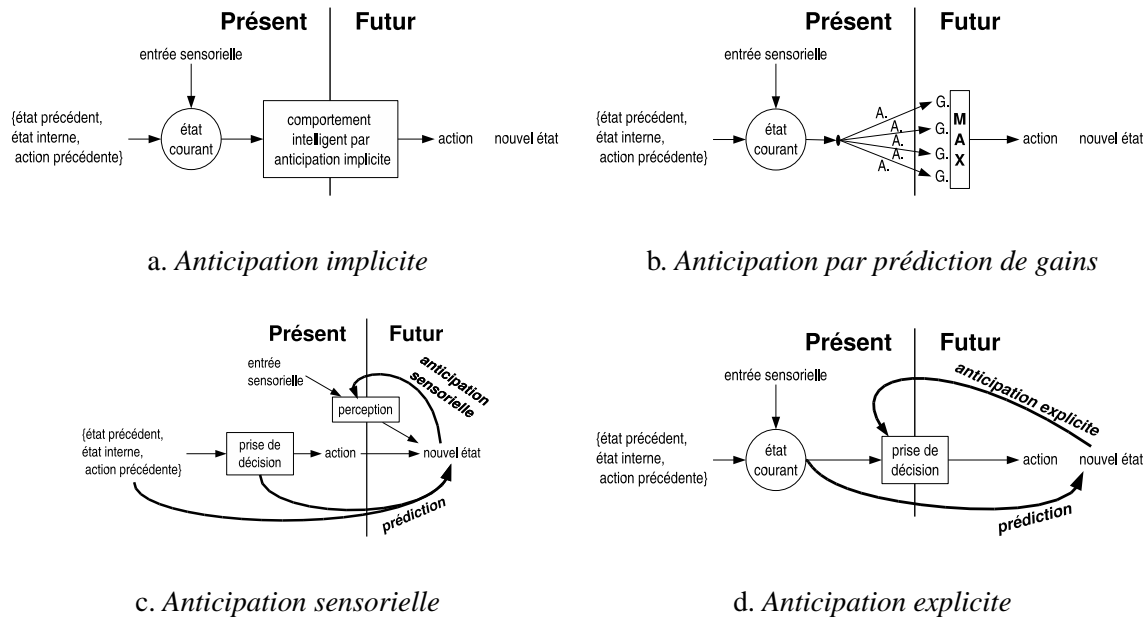 Présent Futur
entrée sensorielle
{état précédent,
état interne,
action précédente}
état
courant
comportement
intelligent par
anticipation implicite
action
nouvel état
a. Anticipation implicite
Présent Futur
entrée sensorielle
{état précédent,
état interne,
action précédente}
état
courant
A.
A.
A.
A.
G.
G.
G.
G.
M
A
X
action
nouvel état
b. Anticipation par prédiction de gains
Présent Futur
entrée
sensorielle
anticipation
sensorielle
perception
{état précédent,
état interne,
action précédente}
prise de
décision
action
nouvel état
prédiction
c. Anticipation sensorielle
Présent Futur
entrée sensorielle
anticipation explicite
{état précédent,
état interne,
action précédente}
état
courant
prise de
décision
action
nouvel état
prédiction
d. Anticipation explicite